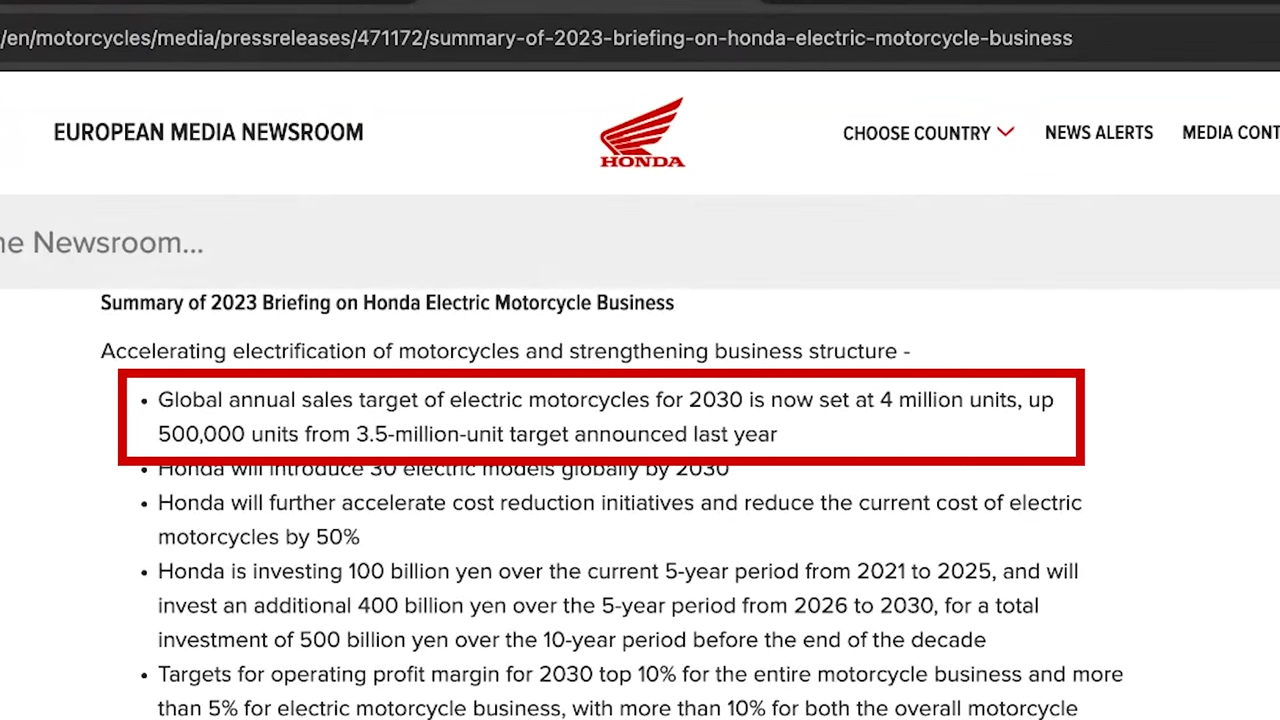 /en/motorcycles/media/pressreleases/471172/summary-of-2023-briefing-on-honda-electric-motorcycle-business
EUROPEAN MEDIA NEWSROOM
HONDA
CHOOSE COUNTRY
NEWS ALERTS
MEDIA CONT
ne Newsroom...
Summary of 2023 Briefing on Honda Electric Motorcycle Business
Accelerating electrification of motorcycles and strengthening business structure -
• Global annual sales target of electric motorcycles for 2030 is now set at 4 million units, up
500,000 units from 3.5-million-unit target announced last year
• Honda will introduce 30 electric models globally by 2030
• Honda will further accelerate cost reduction initiatives and reduce the current cost of electric
motorcycles by 50%
• Honda is investing 100 billion yen over the current 5-year period from 2021 to 2025, and will
invest an additional 400 billion yen over the 5-year period from 2026 to 2030, for a total
investment of 500 billion yen over the 10-year period before the end of the decade
• Targets for operating profit margin for 2030 top 10% for the entire motorcycle business and more
than 5% for electric motorcycle business, with more than 10% for both the overall motorcycle